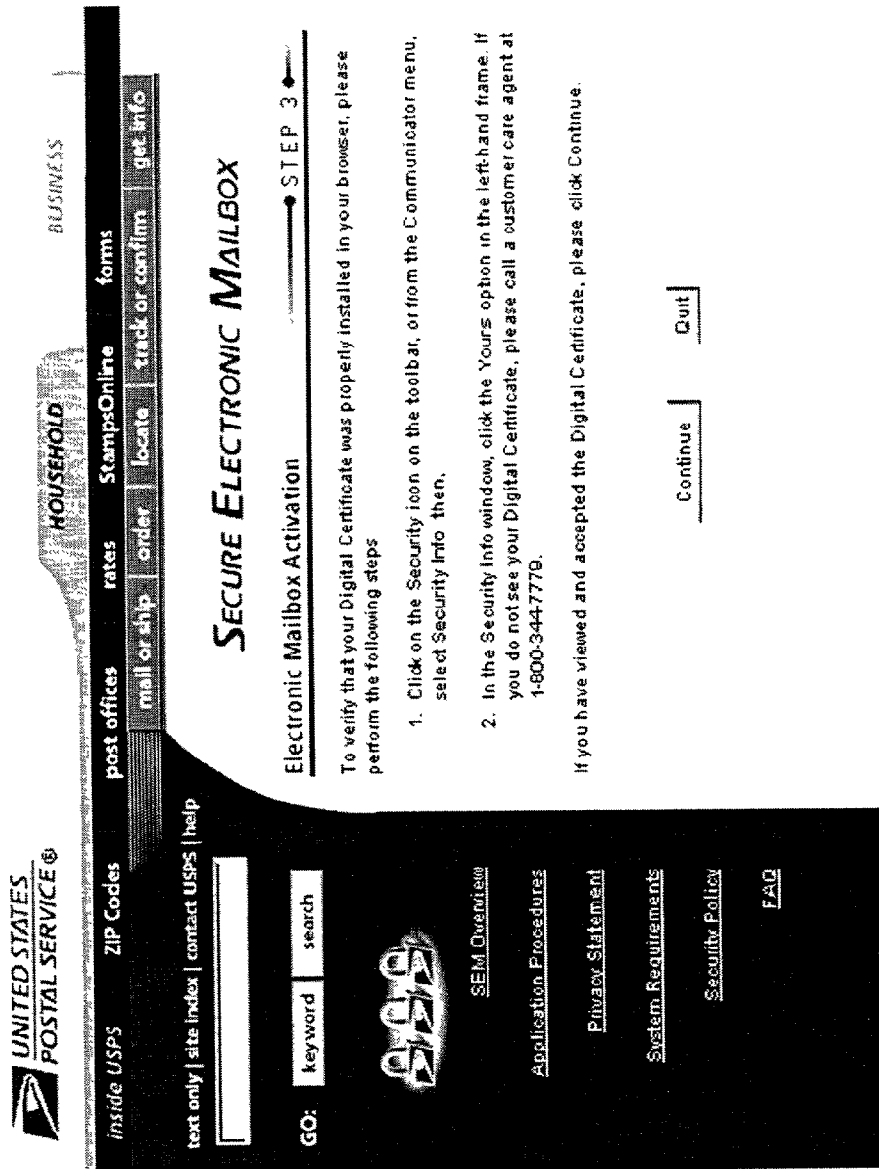 UNITED STATES
POSTAL SERVICE ®
HOUSEHOLD
BUSINESS
inside USPS
ZIP Codes
post offices
rates
StampsOnline
forms
mail or ship
order
locate
track or confirm
get info
text only | site index | contact USPS | help
GO:
keyword
search
SEM Overview
Application Procedures
Privacy Statement
System Requirements
Security Policy
FAQ
SECURE ELECTRONIC MAILBOX
Electronic Mailbox Activation
STEP 3
To verify that your Digital Certificate was properly installed in your browser, please
perform the following steps
1. Click on the Security icon on the toolbar, or from the Communicator menu,
select Security Info then,
2. In the Security Info window, click the Yours option in the left-hand frame. If
you do not see your Digital Certificate, please call a customer care agent at
1-800-344-7779.
If you have viewed and accepted the Digital Certificate, please click Continue.
Continue
Quit